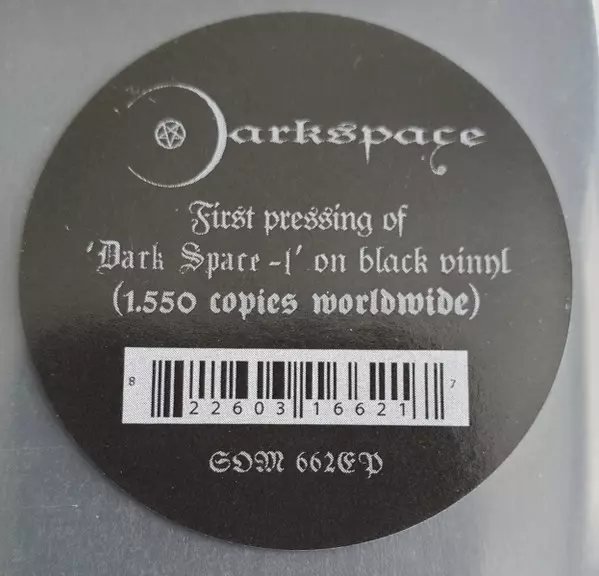 Darkspace
First pressing of
'Dark Space -I' on black vinyl
(1.550 copies worldwide)
8 22603 16621 7
SOM 662EP